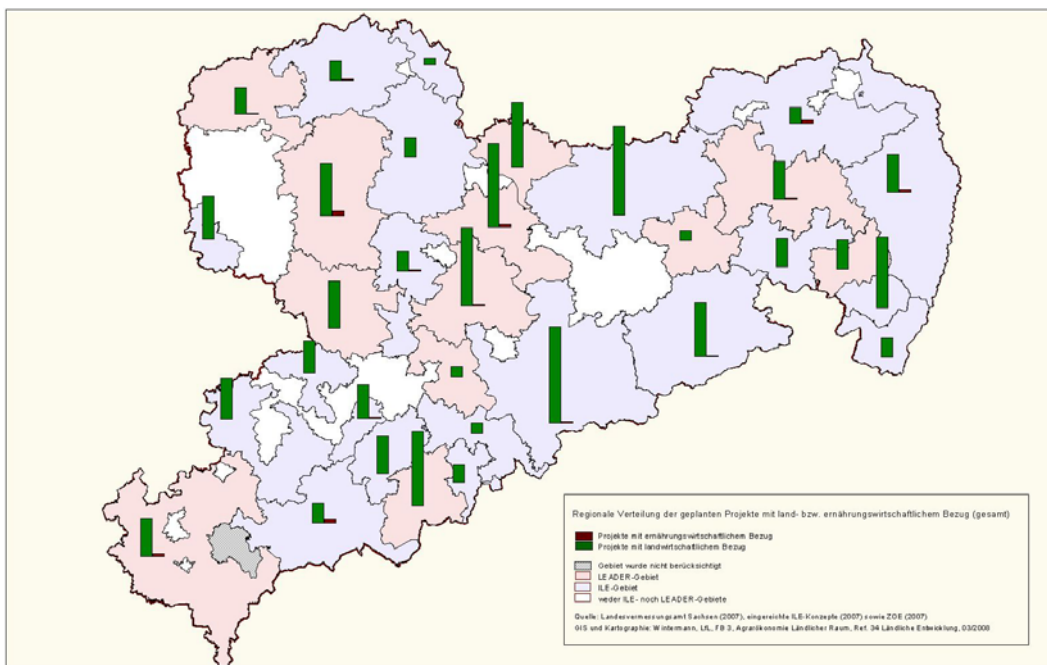 Regionale Verteilung der geplanten Projekte mit land- bzw. ernährungswirtschaftlichem Bezug (gesamt)
Projekte mit ernährungswirtschaftlichem Bezug
Projekte mit landwirtschaftlichem Bezug
Gebiet wurde nicht berücksichtigt
LEADER-Gebiet
ILE-Gebiet
weder ILE- noch LEADER-Gebiete
Quelle: Landesvermessungsamt Sachsen (2007), eingereichte ILE-Konzepte (2007) sowie ZOE (2007)
GIS und Kartographie: Wintermann, LfL, FB 3, Agrarökonomie Ländlicher Raum, Ref. 34 Ländliche Entwicklung, 03/2008